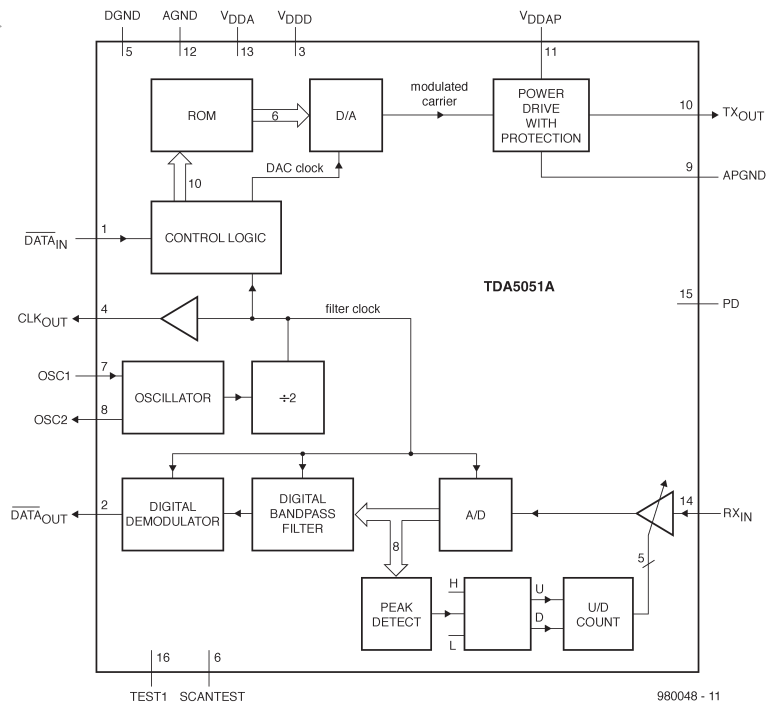 DGND AGND VDDA VDDD VDDAP
5 12 13 3 11
ROM
6
D/A
modulated
carrier
POWER
DRIVE
WITH
PROTECTION
10 TXOUT
9 APGND
10
DAC clock
DATAIN 1
CONTROL LOGIC
TDA5051A
15 PD
CLKOUT 4
filter clock
OSC1 7
OSCILLATOR
÷2
OSC2 8
DATAOUT 2
DIGITAL
DEMODULATOR
DIGITAL
BANDPASS
FILTER
A/D
14 RXIN
8
5
PEAK
DETECT
H
L
U
D
U/D
COUNT
16 6
TEST1 SCANTEST
980048 - 11